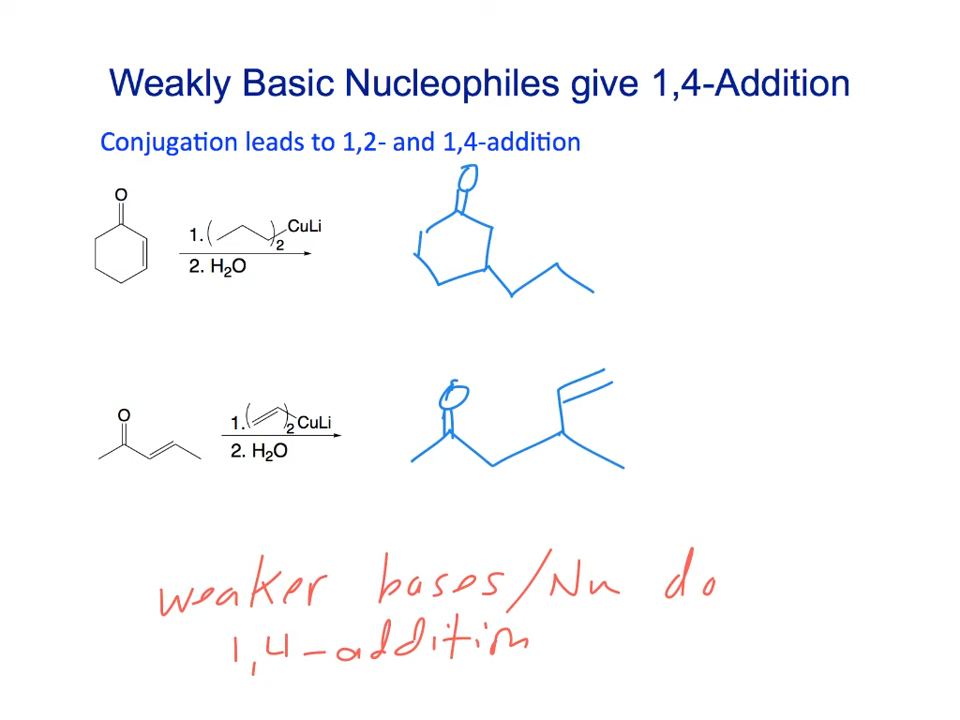 Weakly Basic Nucleophiles give 1,4-Addition
Conjugation leads to 1,2- and 1,4-addition
O
O
1. ( )2 CuLi
2. H2O
O
O
1. ( )2 CuLi
2. H2O
weaker bases/Nu do
1,4-addition